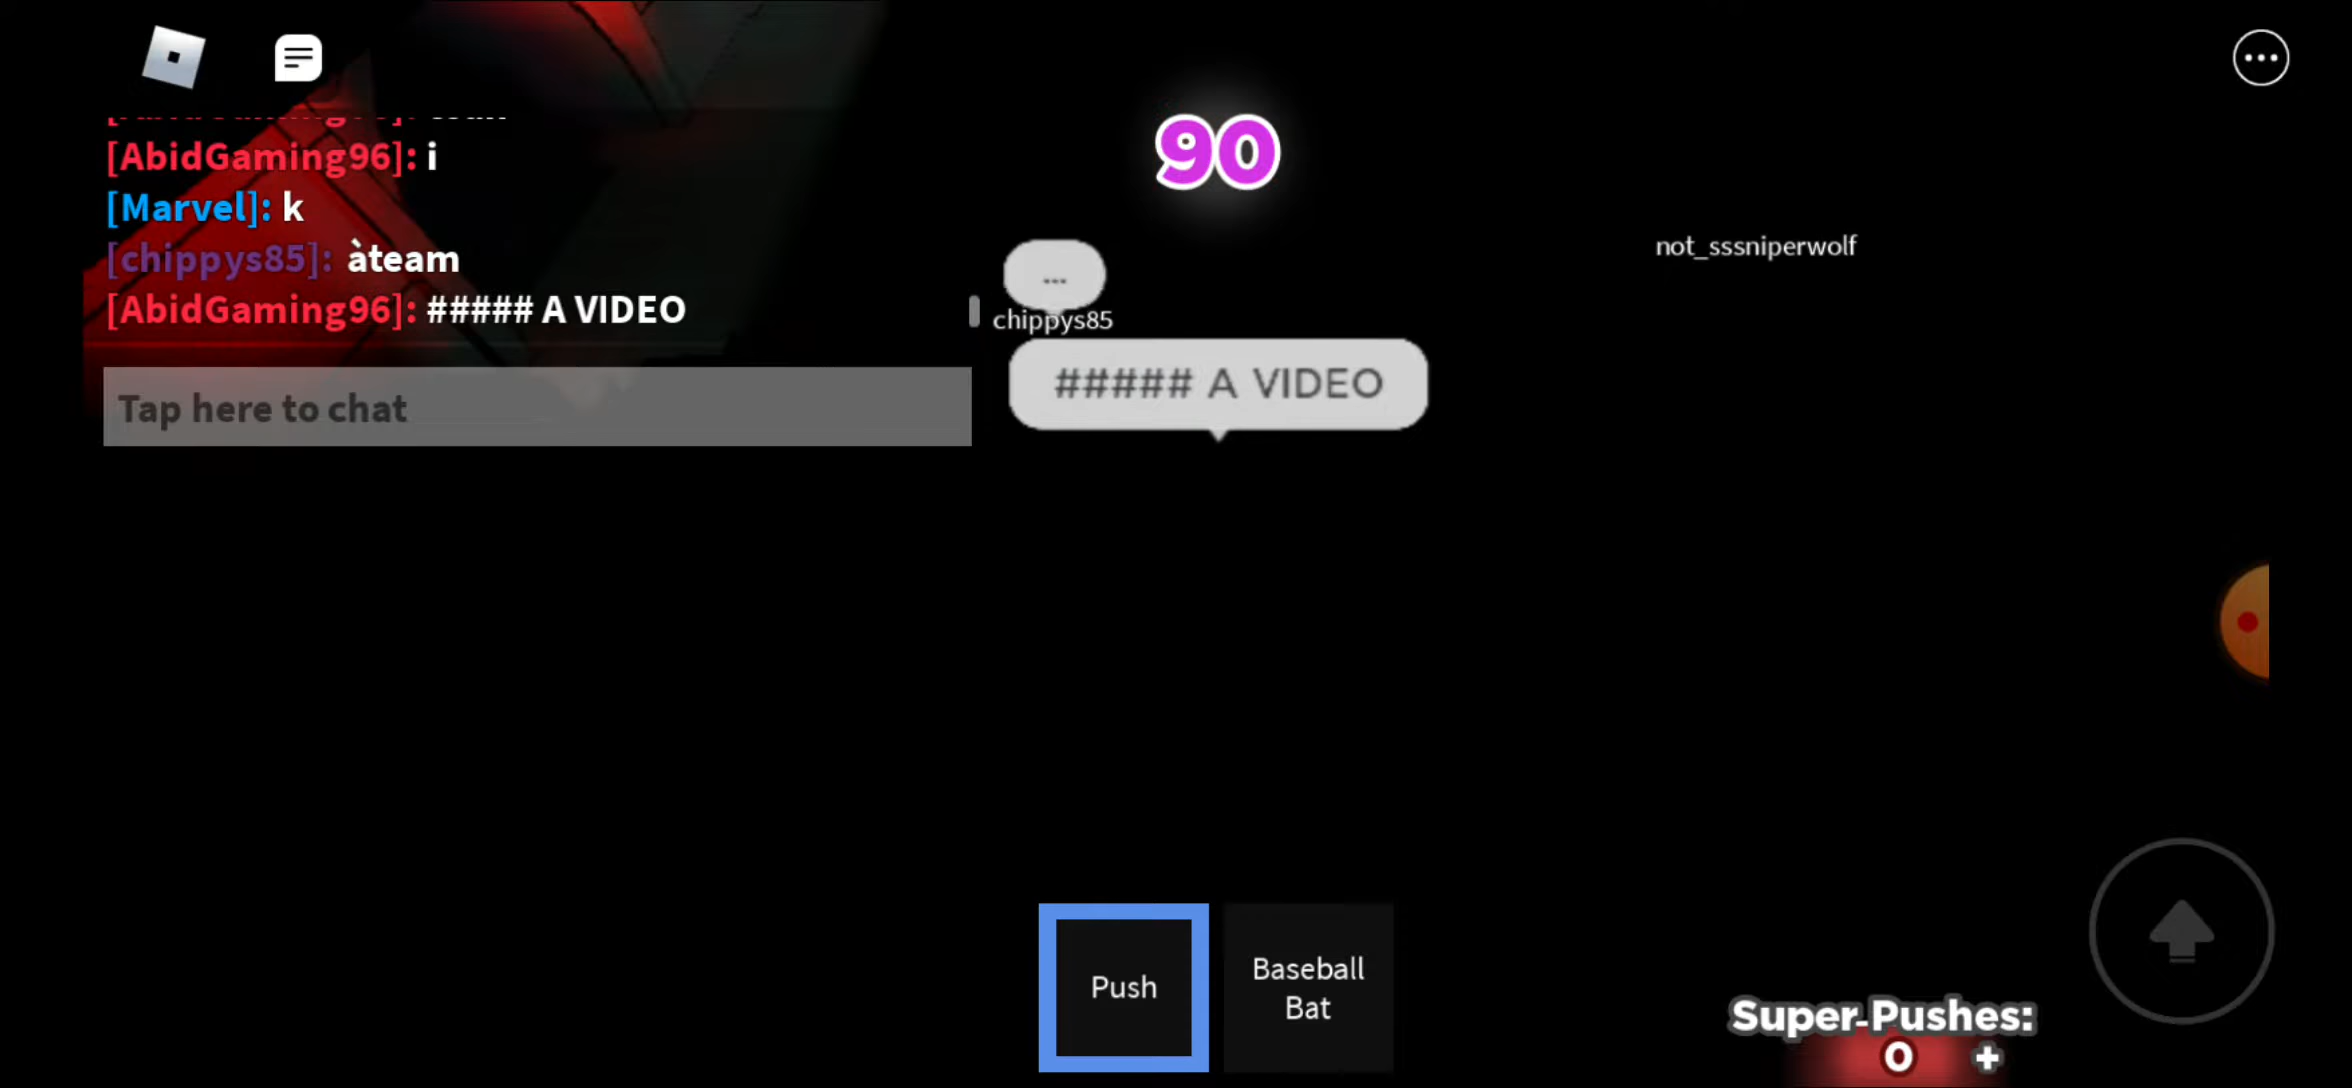 [AbidGaming96]: i
[Marvel]: k
[chippys85]: àteam
[AbidGaming96]: ##### A VIDEO
Tap here to chat
90
...
chippys85
##### A VIDEO
not_sssniperwolf
Push
Baseball
Bat
Super Pushes:
0 +